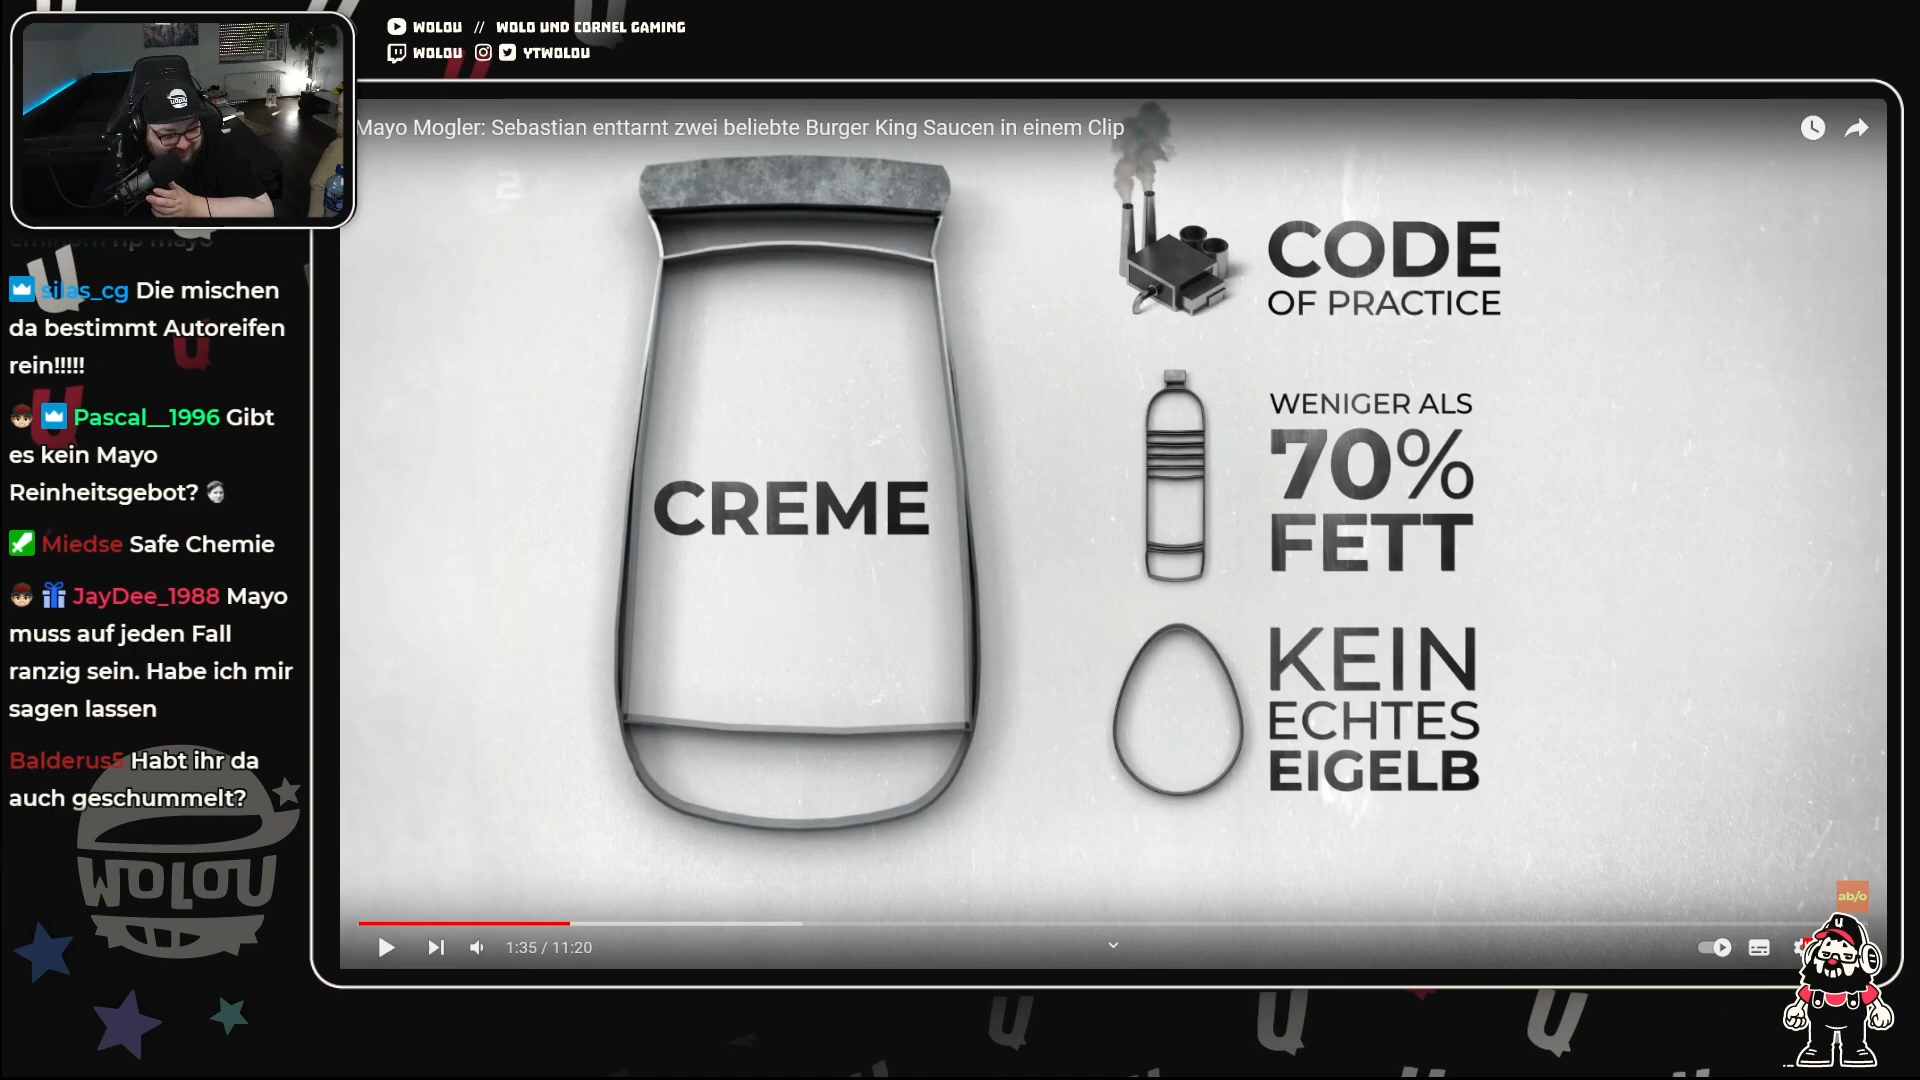 WOLOU // WOLO UND CORNEL GAMING
WOLOU YTWOLOU
Mayo Mogler: Sebastian enttarnt zwei beliebte Burger King Saucen in einem Clip
silas_cg Die mischen
da bestimmt Autoreifen
rein!!!!!
Pascal__1996 Gibt
es kein Mayo
Reinheitsgebot?
Miedse Safe Chemie
JayDee_1988 Mayo
muss auf jeden Fall
ranzig sein. Habe ich mir
sagen lassen
Balderus5 Habt ihr da
auch geschummelt?
WOLOU
CREME
CODE
OF PRACTICE
WENIGER ALS
70%
FETT
KEIN
ECHTES
EIGELB
ab/o
1:35 / 11:20